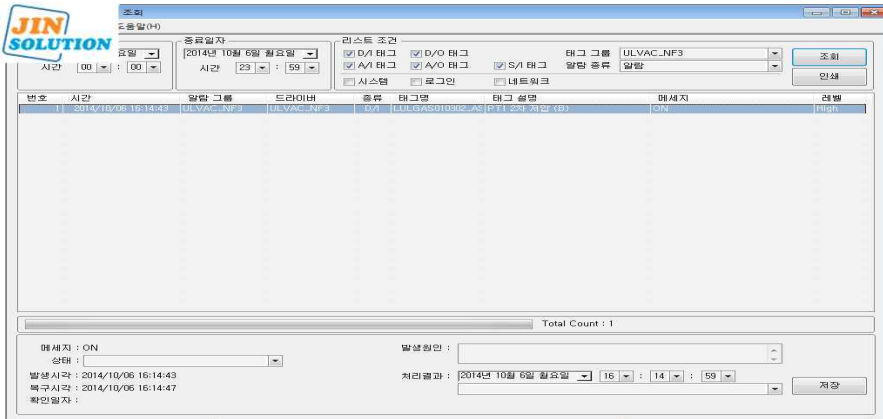 JIN
SOLUTION
조회
도움말(H)
요일
시간 00 : 00
종료일자
2014년 10월 6일 월요일
시간 23 : 59
리스트 조건
D/I 태그 D/O 태그 태그 그룹 ULVAC_NF3
A/I 태그 A/O 태그 S/I 태그 알람 종류 알람
시스템 로그인 네트워크
조회
인쇄
번호 시간 알람 그룹 드라이버 종류 태그명 태그 설명 메세지 레벨
1 2014/10/06 16:14:43 ULVAC_NF3 ULVAC_NF3 D/I PT1 2차 저압 (B) ON High
Total Count : 1
메세지 : ON
상태 :
발생시각 : 2014/10/06 16:14:43
복구시각 : 2014/10/06 16:14:47
확인일자 :
발생원인 :
처리결과 : 2014년 10월 6일 월요일 16 : 14 : 59
저장